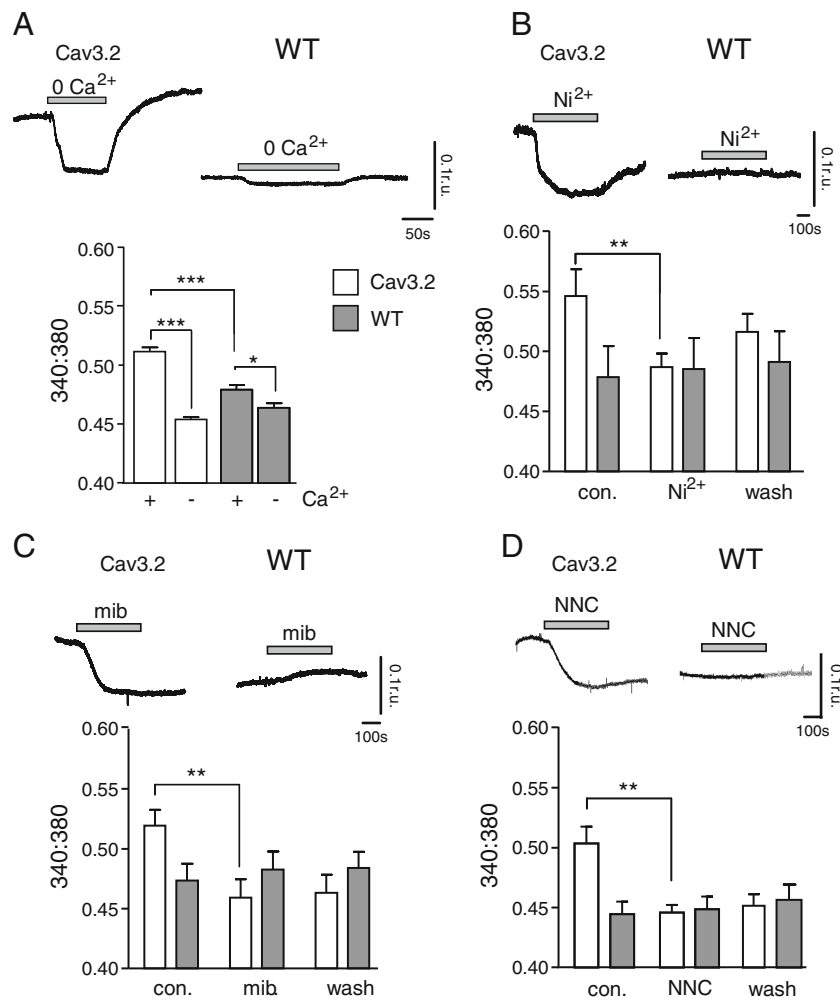 A
Cav3.2
WT
0 Ca2+
0 Ca2+
0.1r.u.
50s
0.60
0.55
0.50
0.45
0.40
340:380
***
***
*
Cav3.2
WT
+ - + - Ca2+
B
Cav3.2
WT
Ni2+
Ni2+
0.1r.u.
100s
0.60
0.55
0.50
0.45
0.40
340:380
**
con. Ni2+ wash
C
Cav3.2
WT
mib
mib
0.1r.u.
100s
0.60
0.55
0.50
0.45
0.40
340:380
**
con. mib. wash
D
Cav3.2
WT
NNC
NNC
0.1r.u.
100s
0.60
0.55
0.50
0.45
0.40
340:380
**
con. NNC wash